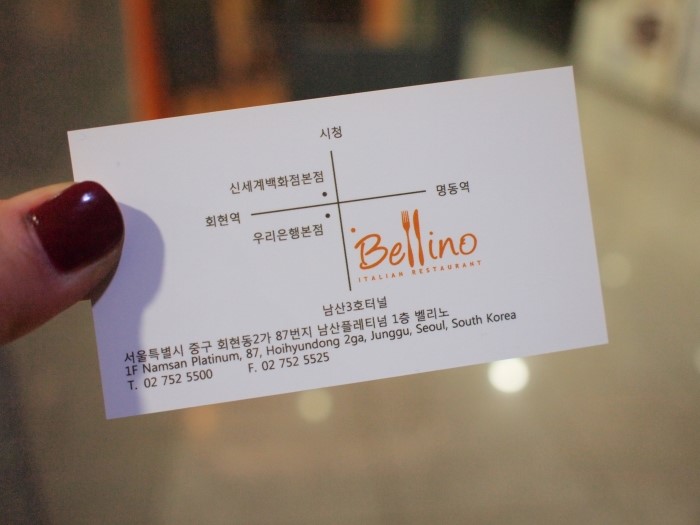 시청
신세계백화점본점
명동역
회현역
우리은행본점
Bellino
ITALIAN RESTAURANT
남산3호터널
서울특별시 중구 회현동2가 87번지 남산플레티넘 1층 벨리노
1F Namsan Platinum, 87, Hoihyundong 2ga, Junggu, Seoul, South Korea
T. 02 752 5500 F. 02 752 5525